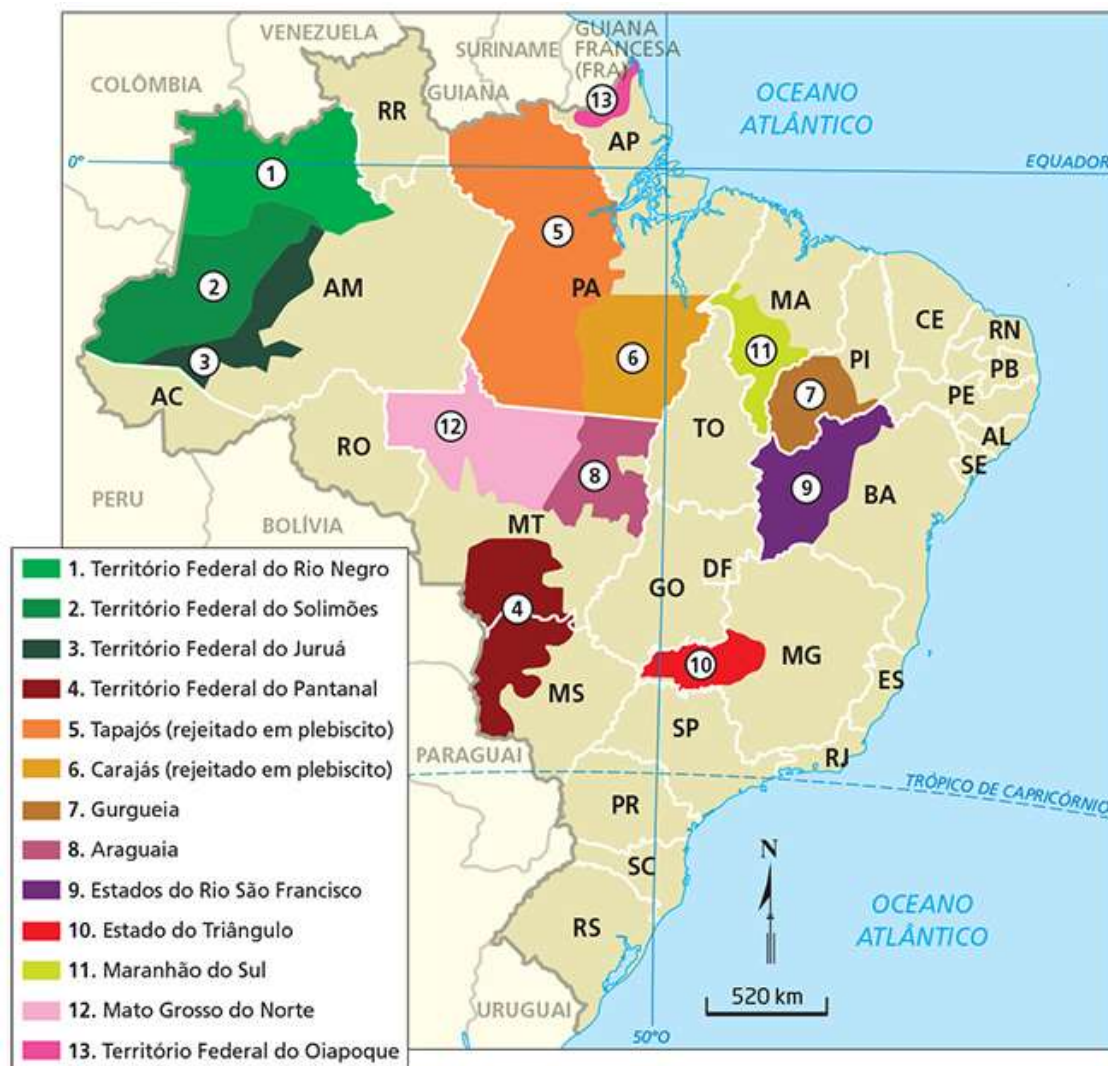 VENEZUELA
SURINAME
GUIANA
FRANCESA
(FRA)
COLÔMBIA
GUIANA
RR
13
AP
OCEANO
ATLÂNTICO
0°
EQUADOR
1
5
2
AM
PA
MA
CE
RN
3
6
11
PI
PB
AC
7
PE
12
TO
AL
RO
8
SE
9
BA
PERU
MT
BOLÍVIA
DF
GO
4
10
MG
MS
ES
SP
PARAGUAI
RJ
TRÓPICO DE CAPRICÓRNIO
PR
SC
N
RS
OCEANO
ATLÂNTICO
520 km
URUGUAI
50°O
1. Território Federal do Rio Negro
2. Território Federal do Solimões
3. Território Federal do Juruá
4. Território Federal do Pantanal
5. Tapajós (rejeitado em plebiscito)
6. Carajás (rejeitado em plebiscito)
7. Gurgueia
8. Araguaia
9. Estados do Rio São Francisco
10. Estado do Triângulo
11. Maranhão do Sul
12. Mato Grosso do Norte
13. Território Federal do Oiapoque